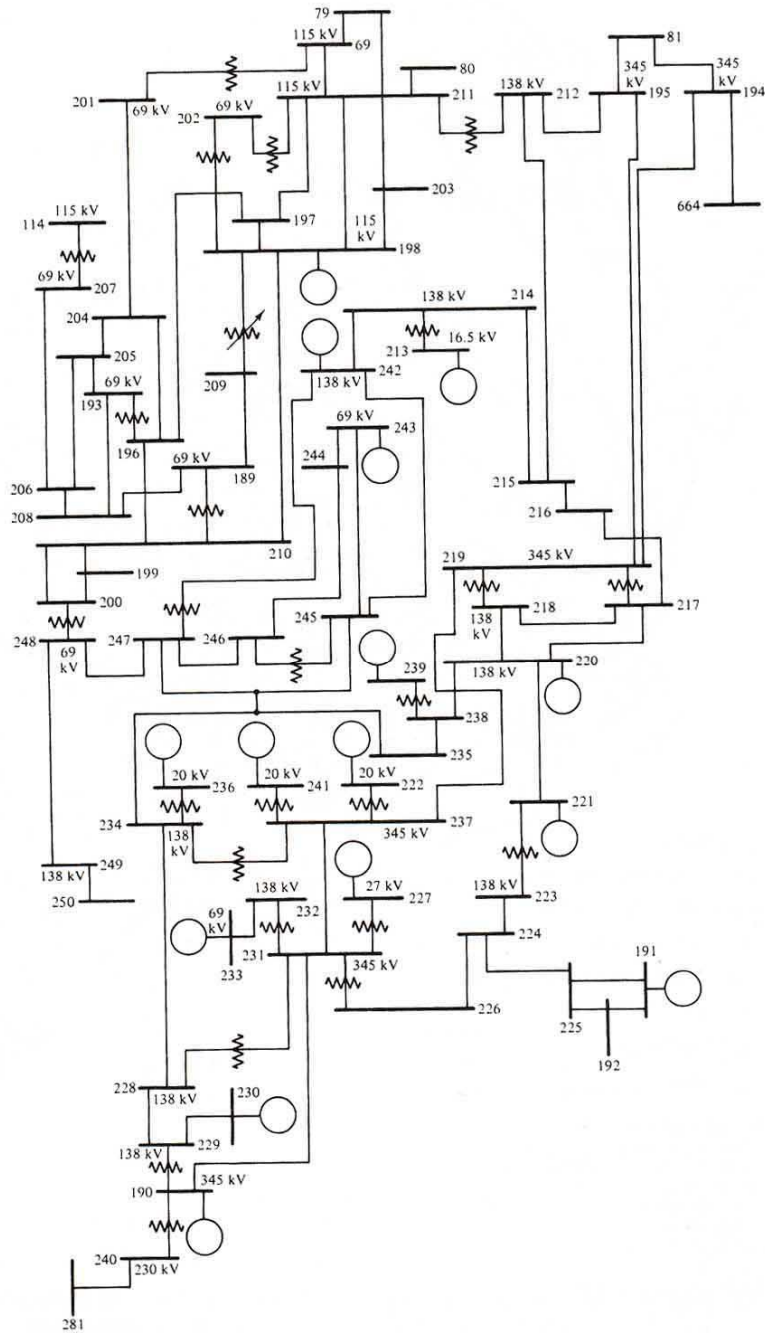 79
115 kV
69
81
345 kV
345 kV
80
115 kV
211
138 kV
212
195
194
201
69 kV
202
69 kV
203
664
114
115 kV
197
115 kV
198
69 kV
207
204
138 kV
214
205
213
16.5 kV
193
69 kV
209
138 kV
242
196
69 kV
243
69 kV
189
244
206
215
208
216
210
199
219
345 kV
200
138 kV
218
217
248
69 kV
247
246
245
239
138 kV
220
238
235
20 kV
236
20 kV
241
20 kV
222
234
138 kV
345 kV
237
221
249
138 kV
250
138 kV
232
27 kV
227
138 kV
223
69 kV
233
231
345 kV
224
191
226
225
192
228
138 kV
230
138 kV
229
190
345 kV
240
230 kV
281